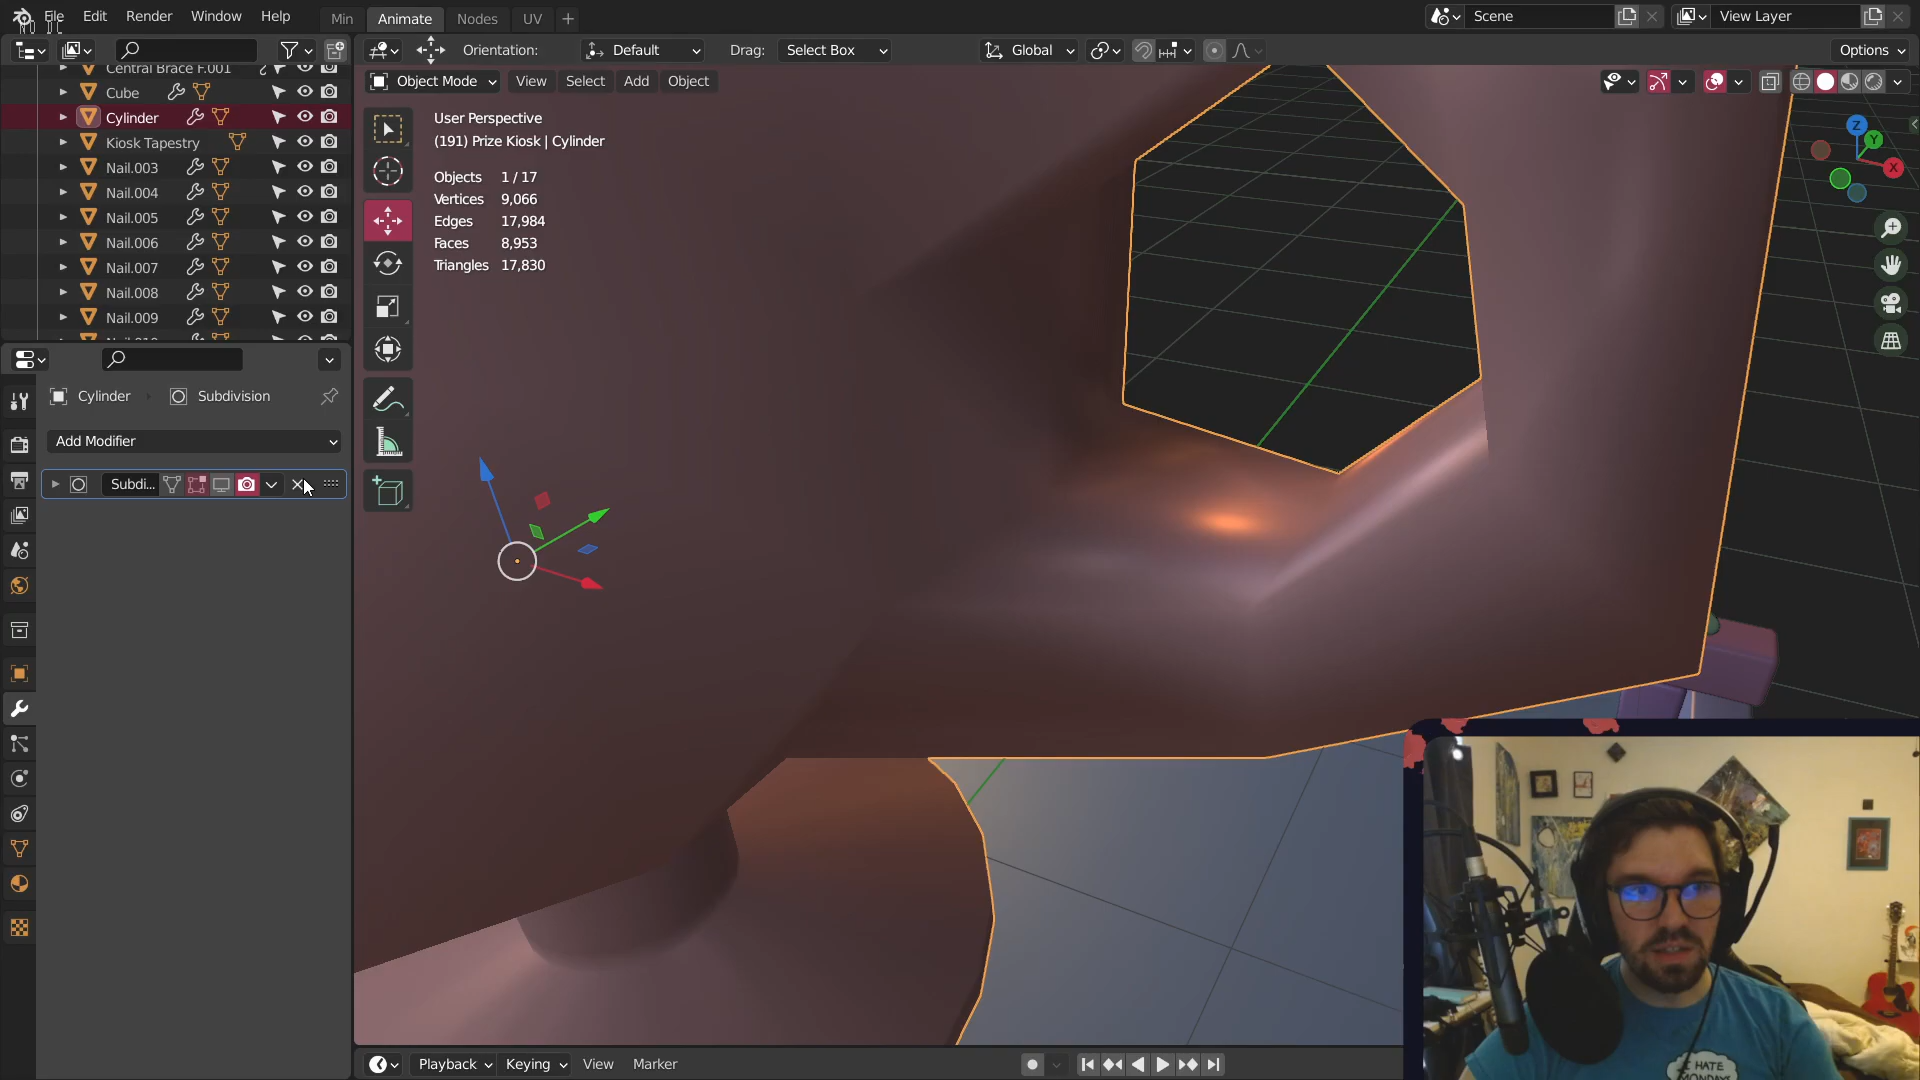 File Edit Render Window Help Min Animate Nodes UV + Scene View Layer
Orientation: Default Drag: Select Box Global Options
Central Brace F.001
Cube
Cylinder
Kiosk Tapestry
Nail.003
Nail.004
Nail.005
Nail.006
Nail.007
Nail.008
Nail.009
Object Mode View Select Add Object
User Perspective
(191) Prize Kiosk | Cylinder
Objects 1 / 17
Vertices 9,066
Edges 17,984
Faces 8,953
Triangles 17,830
Z
Y
X
Cylinder Subdivision
Add Modifier
Subdi...
Playback Keying View Marker
I HATE
MONDAYS